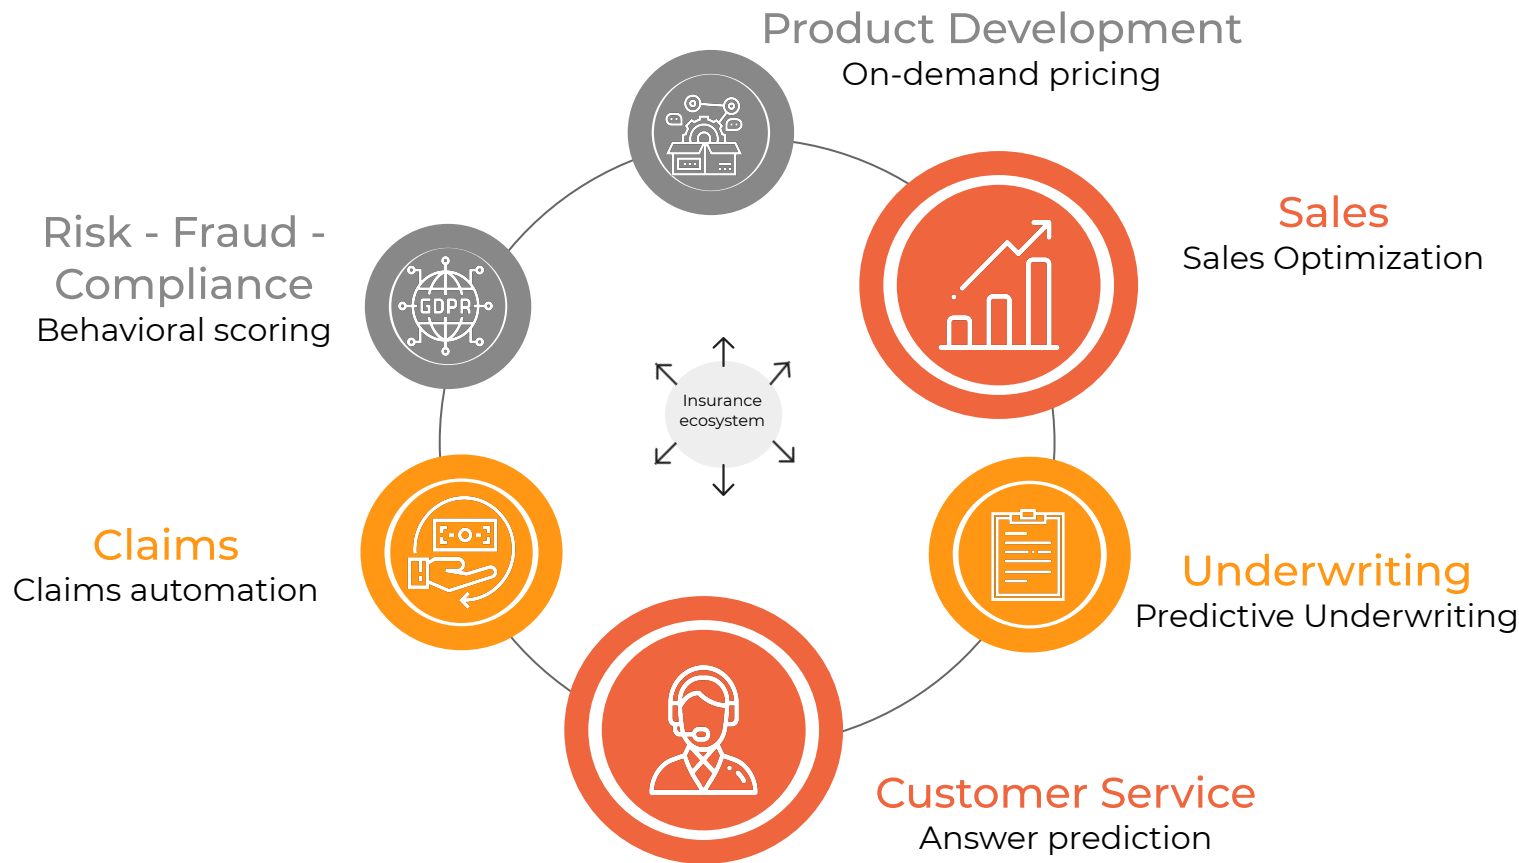 Product Development
On-demand pricing
Sales
Sales Optimization
Risk - Fraud -
Compliance
Behavioral scoring
GDPR
Insurance
ecosystem
Claims
Claims automation
Underwriting
Predictive Underwriting
Customer Service
Answer prediction